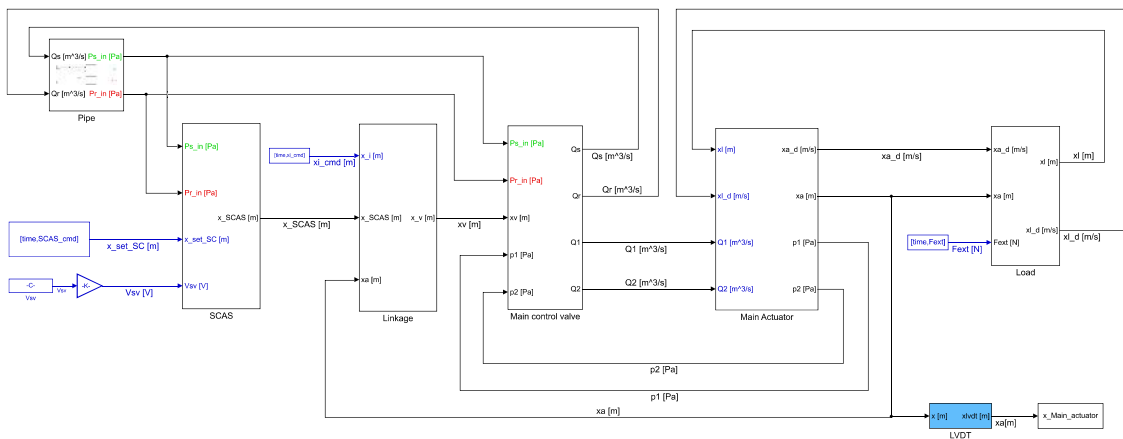 Qs [m^3/s]
Ps_in [Pa]
Qr [m^3/s]
Pr_in [Pa]
Pipe
Ps_in [Pa]
Pr_in [Pa]
x_set_SC [m]
Vsv [V]
x_SCAS [m]
SCAS
[time,SCAS_cmd]
x_set_SC [m]
-C-
Vsv
Vsv
-K-
Vsv [V]
x_SCAS [m]
[time,xi_cmd]
xi_cmd [m]
x_i [m]
x_SCAS [m]
xa [m]
x_v [m]
Linkage
xv [m]
Ps_in [Pa]
Pr_in [Pa]
xv [m]
p1 [Pa]
p2 [Pa]
Qs
Qr
Q1
Q2
Main control valve
Qs [m^3/s]
Qr [m^3/s]
Q1 [m^3/s]
Q2 [m^3/s]
xl [m]
xl_d [m/s]
Q1 [m^3/s]
Q2 [m^3/s]
xa_d [m/s]
xa [m]
p1 [Pa]
p2 [Pa]
Main Actuator
xa_d [m/s]
[time,Fext]
Fext [N]
xa_d [m/s]
xa [m]
Fext [N]
xl [m]
xl_d [m/s]
Load
xl [m]
xl_d [m/s]
p2 [Pa]
p1 [Pa]
xa [m]
x [m]
xlvdt [m]
LVDT
xa[m]
x_Main_actuator